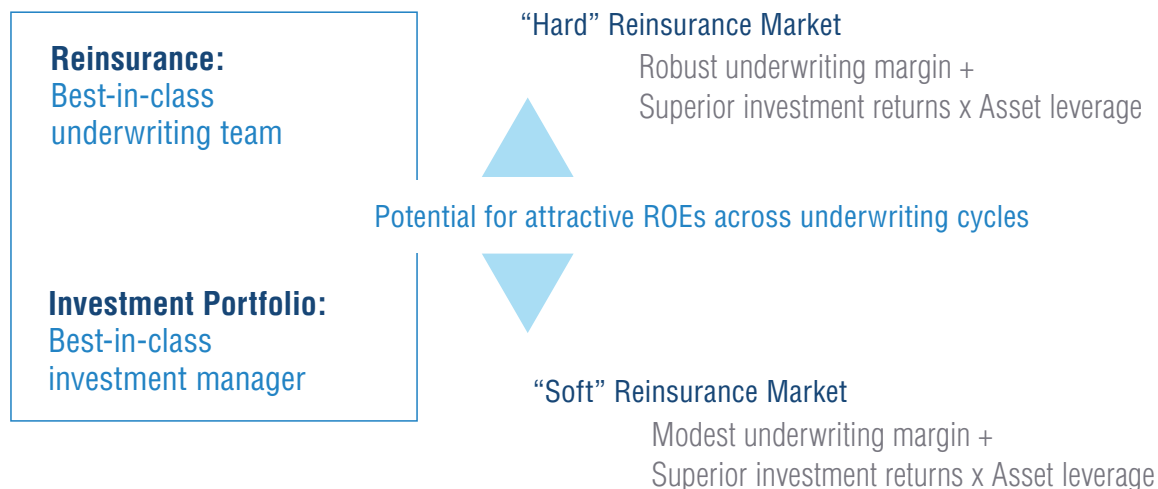 Reinsurance:
Best-in-class
underwriting team
Investment Portfolio:
Best-in-class
investment manager
“Hard” Reinsurance Market
Robust underwriting margin +
Superior investment returns x Asset leverage
Potential for attractive ROEs across underwriting cycles
“Soft” Reinsurance Market
Modest underwriting margin +
Superior investment returns x Asset leverage